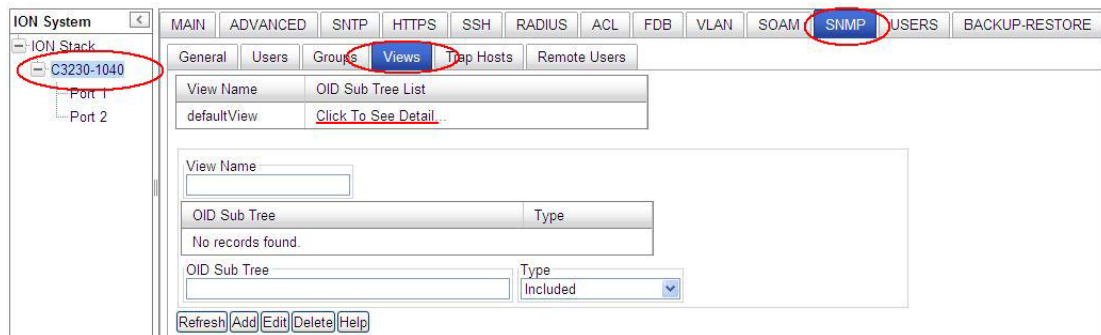 ION System
<
ION Stack
C3230-1040
Port 1
Port 2
MAIN ADVANCED SNTP HTTPS SSH RADIUS ACL FDB VLAN SOAM SNMP USERS BACKUP-RESTORE
General Users Groups Views Trap Hosts Remote Users
View Name OID Sub Tree List
defaultView Click To See Detail...
View Name
OID Sub Tree Type
No records found.
OID Sub Tree Type
Included
Refresh Add Edit Delete Help